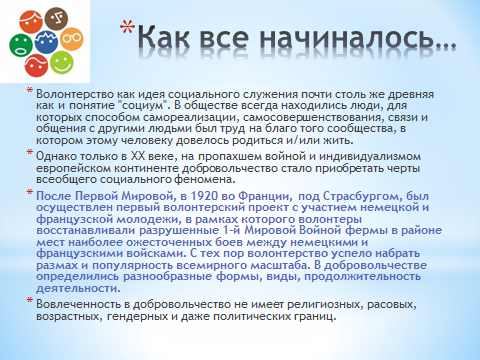 *Как все начиналось…
* Волонтерство как идея социального служения почти столь же древняя
как и понятие "социум". В обществе всегда находились люди, для
которых способом самореализации, самосовершенствования, связи и
общения с другими людьми был труд на благо того сообщества, в
котором этому человеку довелось родиться и/или жить.
* Однако только в XX веке, на пропахшем войной и индивидуализмом
европейском континенте добровольчество стало приобретать черты
всеобщего социального феномена.
* После Первой Мировой, в 1920 во Франции, под Страсбургом, был
осуществлен первый волонтерский проект с участием немецкой и
французской молодежи, в рамках которого волонтеры
восстанавливали разрушенные 1-й Мировой Войной фермы в районе
мест наиболее ожесточенных боев между немецкими и
французскими войсками. С тех пор волонтерство успело набрать
размах и популярность всемирного масштаба. В добровольчестве
определились разнообразные формы, виды, продолжительность
деятельности.
* Вовлеченность в добровольчество не имеет религиозных, расовых,
возрастных, гендерных и даже политических границ.